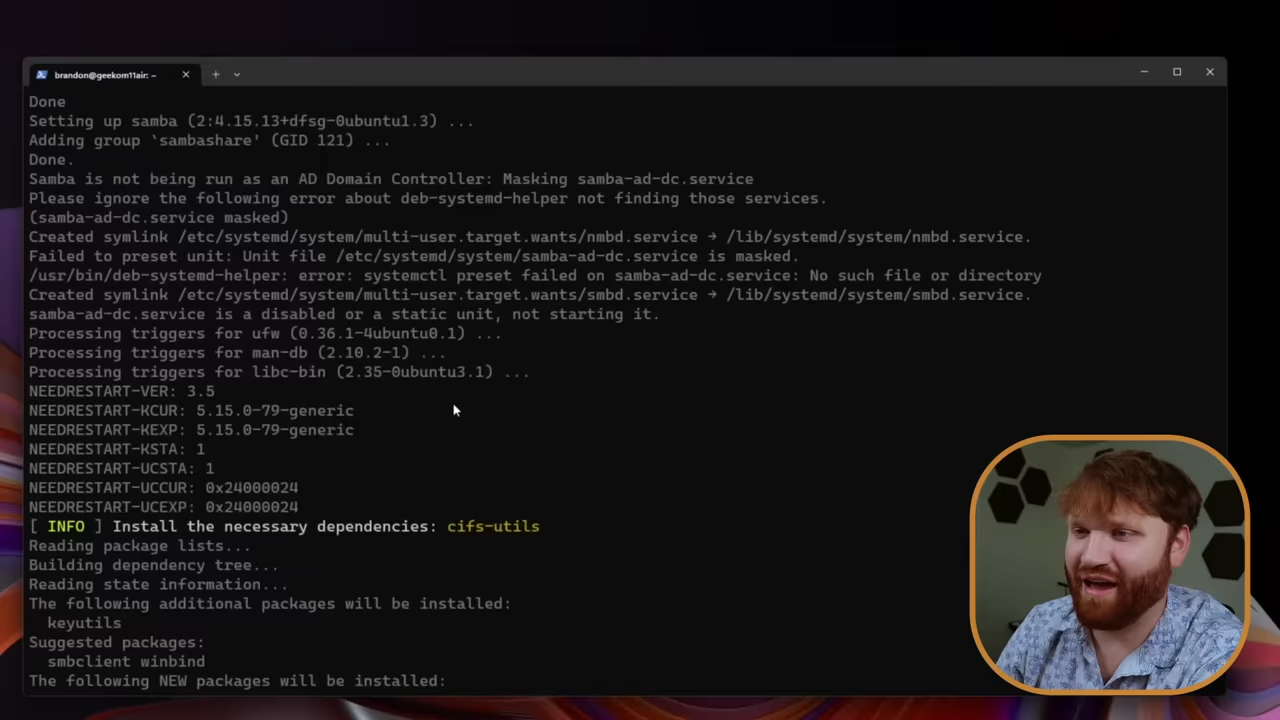 brandon@geekom11air: ~
Done
Setting up samba (2:4.15.13+dfsg-0ubuntu1.3) ...
Adding group `sambashare' (GID 121) ...
Done.
Samba is not being run as an AD Domain Controller: Masking samba-ad-dc.service
Please ignore the following error about deb-systemd-helper not finding those services.
(samba-ad-dc.service masked)
Created symlink /etc/systemd/system/multi-user.target.wants/nmbd.service → /lib/systemd/system/nmbd.service.
Failed to preset unit: Unit file /etc/systemd/system/samba-ad-dc.service is masked.
/usr/bin/deb-systemd-helper: error: systemctl preset failed on samba-ad-dc.service: No such file or directory
Created symlink /etc/systemd/system/multi-user.target.wants/smbd.service → /lib/systemd/system/smbd.service.
samba-ad-dc.service is a disabled or a static unit, not starting it.
Processing triggers for ufw (0.36.1-4ubuntu0.1) ...
Processing triggers for man-db (2.10.2-1) ...
Processing triggers for libc-bin (2.35-0ubuntu3.1) ...
NEEDRESTART-VER: 3.5
NEEDRESTART-KCUR: 5.15.0-79-generic
NEEDRESTART-KEXP: 5.15.0-79-generic
NEEDRESTART-KSTA: 1
NEEDRESTART-UCSTA: 1
NEEDRESTART-UCCUR: 0x24000024
NEEDRESTART-UCEXP: 0x24000024
[ INFO ] Install the necessary dependencies: cifs-utils
Reading package lists...
Building dependency tree...
Reading state information...
The following additional packages will be installed:
keyutils
Suggested packages:
smbclient winbind
The following NEW packages will be installed: